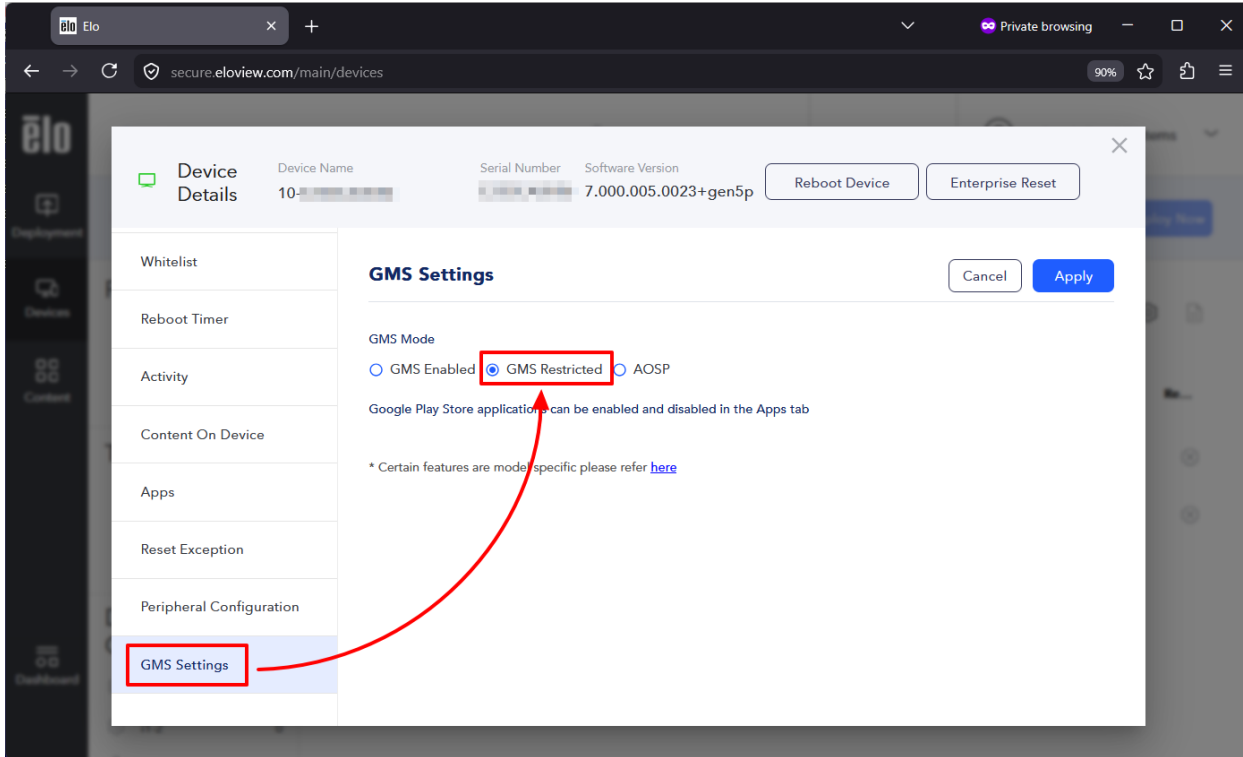 elo Elo
Private browsing
secure.eloview.com/main/devices
90%
ēlo
Device Details
Device Name
10-
Serial Number
Software Version
7.000.005.0023+gen5p
Reboot Device
Enterprise Reset
Deployment
Devices
Content
Dashboard
Whitelist
Reboot Timer
Activity
Content On Device
Apps
Reset Exception
Peripheral Configuration
GMS Settings
GMS Settings
Cancel
Apply
GMS Mode
GMS Enabled
GMS Restricted
AOSP
Google Play Store applications can be enabled and disabled in the Apps tab
* Certain features are model specific please refer here